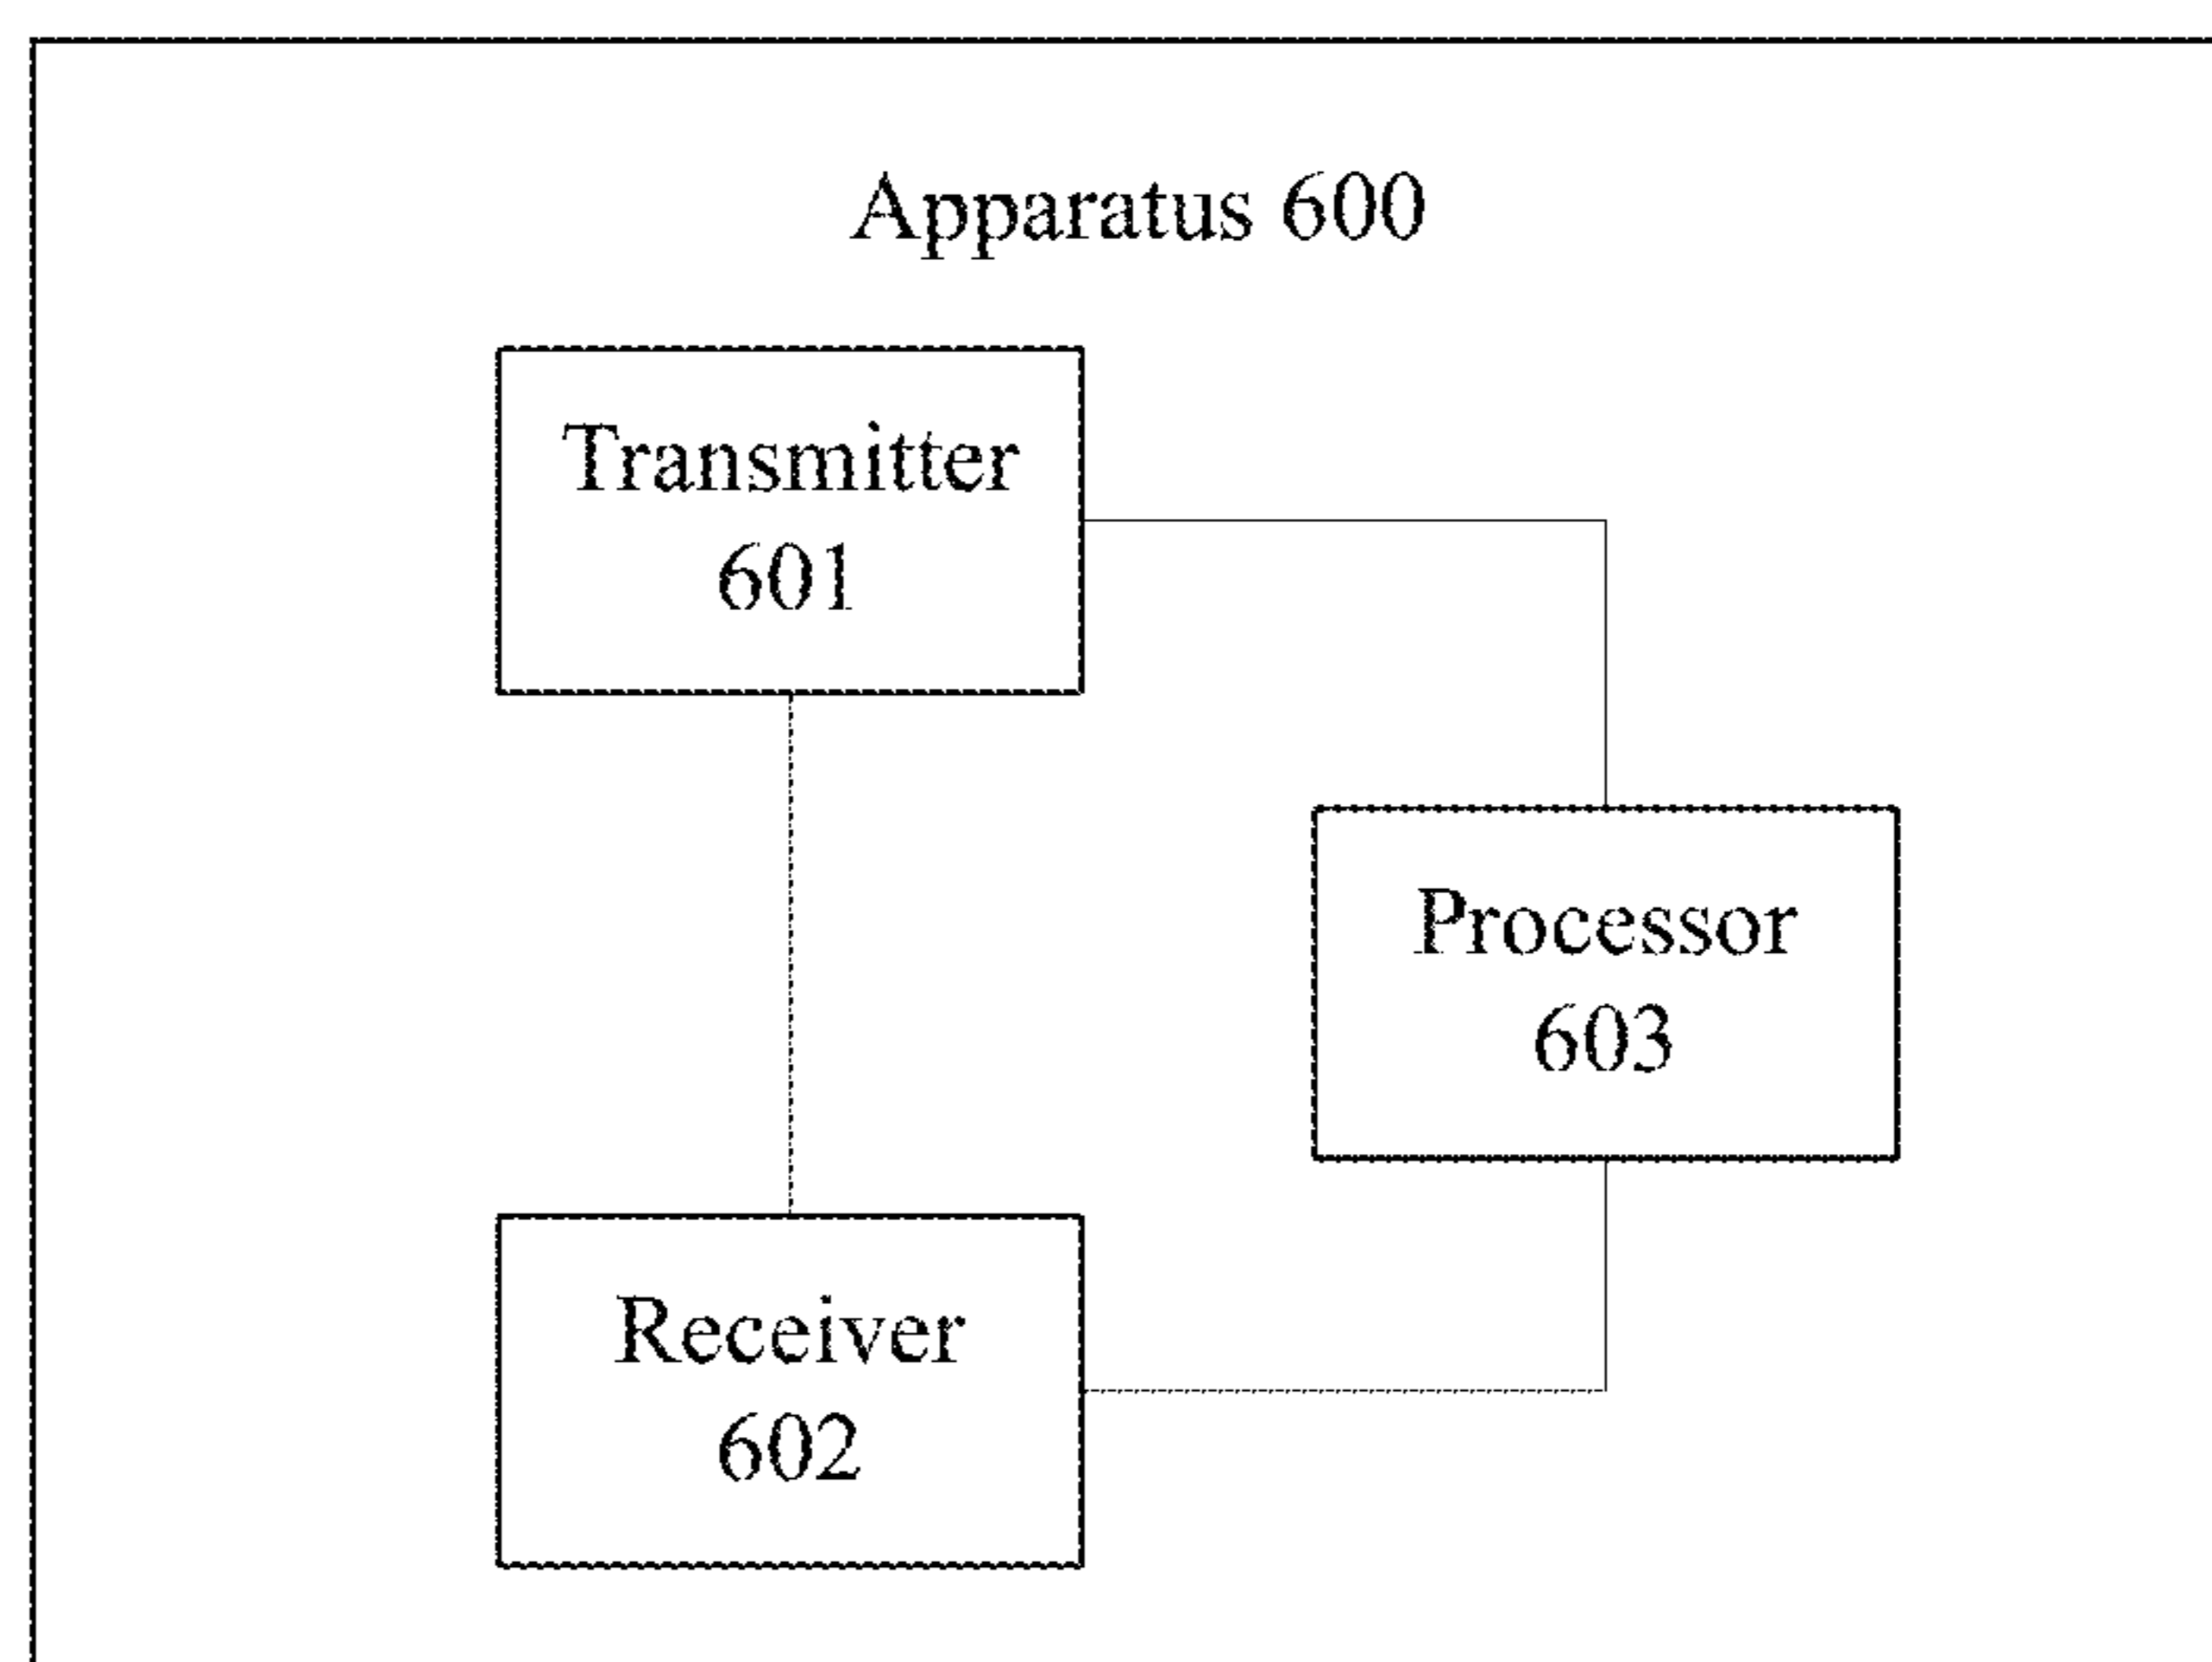 Apparatus 600
Transmitter
601
Processor
603
Receiver
602